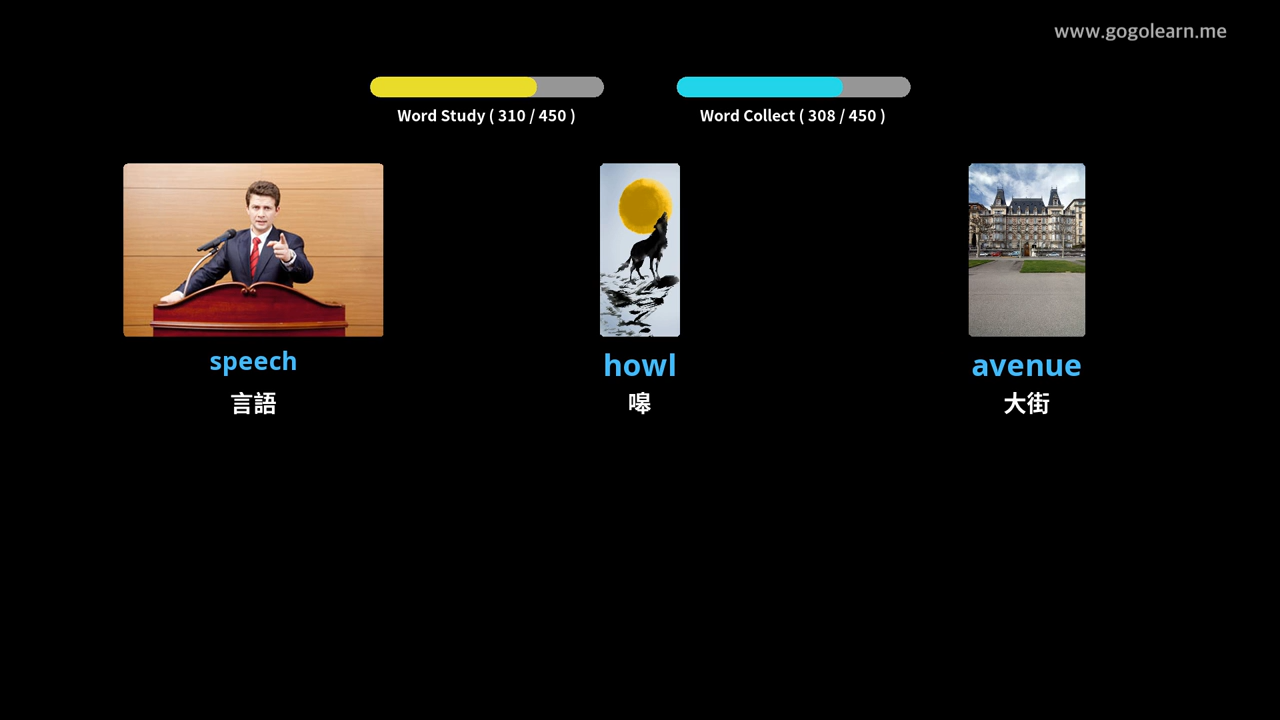 www.gogolearn.me
Word Study ( 310 / 450 )
Word Collect ( 308 / 450 )
speech
howl
avenue
言語
嗥
大街